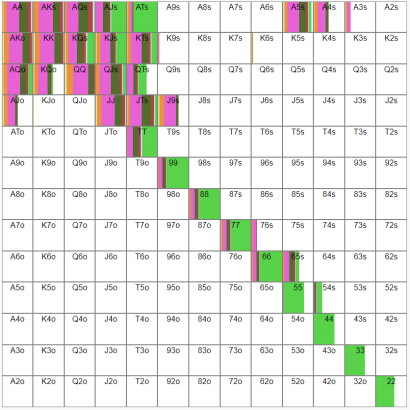 AA AKs AQs AJs ATs A9s A8s A7s A6s A5s A4s A3s A2s
AKo KK KQs KJs KTs K9s K8s K7s K6s K5s K4s K3s K2s
AQo KQo QQ QJs QTs Q9s Q8s Q7s Q6s Q5s Q4s Q3s Q2s
AJo KJo QJo JJ JTs J9s J8s J7s J6s J5s J4s J3s J2s
ATo KTo QTo JTo TT T9s T8s T7s T6s T5s T4s T3s T2s
A9o K9o Q9o J9o T9o 99 98s 97s 96s 95s 94s 93s 92s
A8o K8o Q8o J8o T8o 98o 88 87s 86s 85s 84s 83s 82s
A7o K7o Q7o J7o T7o 97o 87o 77 76s 75s 74s 73s 72s
A6o K6o Q6o J6o T6o 96o 86o 76o 66 65s 64s 63s 62s
A5o K5o Q5o J5o T5o 95o 85o 75o 65o 55 54s 53s 52s
A4o K4o Q4o J4o T4o 94o 84o 74o 64o 54o 44 43s 42s
A3o K3o Q3o J3o T3o 93o 83o 73o 63o 53o 43o 33 32s
A2o K2o Q2o J2o T2o 92o 82o 72o 62o 52o 42o 32o 22